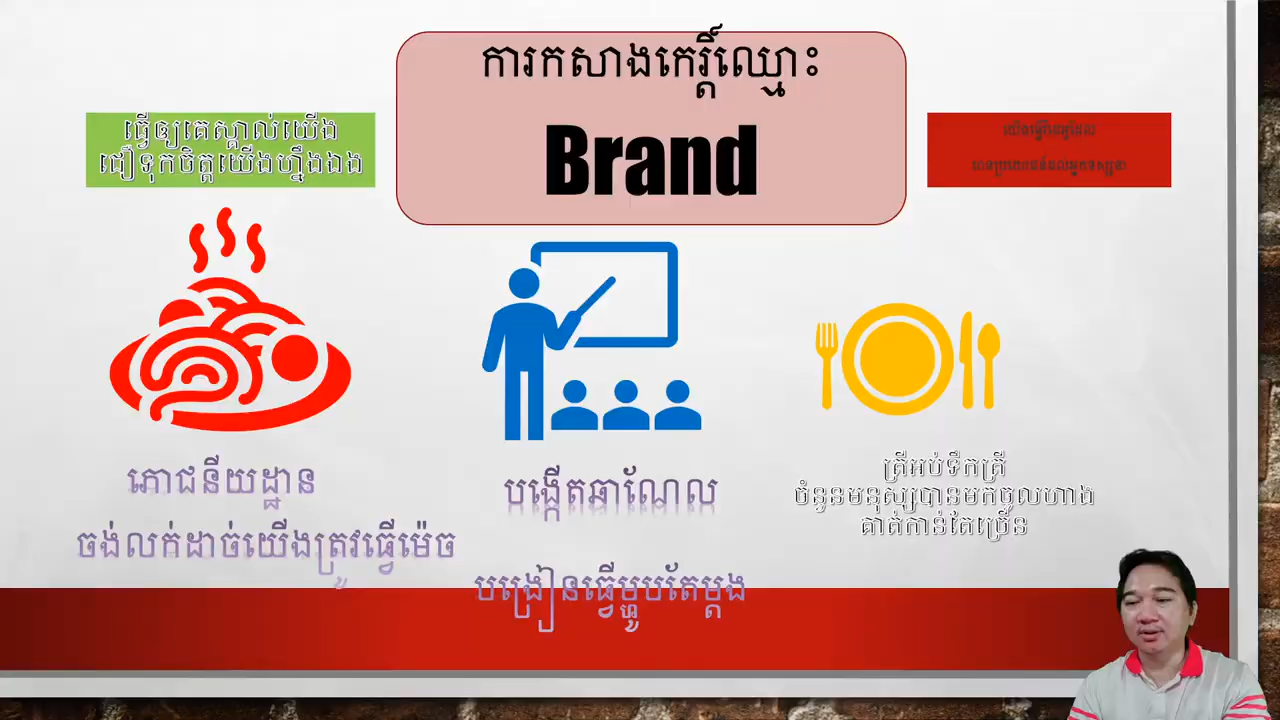 ការកសាងកេរ្តិ៍ឈ្មោះ
Brand
ធ្វើឲ្យគេស្គាល់យើង
ជឿទុកចិត្តយើងហ្នឹងឯង
ភោជនីយដ្ឋាន
ចង់លក់ដាច់យើងត្រូវធ្វើម៉េច
បង្កើតឆាណែល
បង្រៀនធ្វើម្ហូបតែម្តង
ត្រីអប់ទឹកត្រី
ចំនួនមនុស្សបានមកចូលហាង
គាត់កាន់តែច្រើន